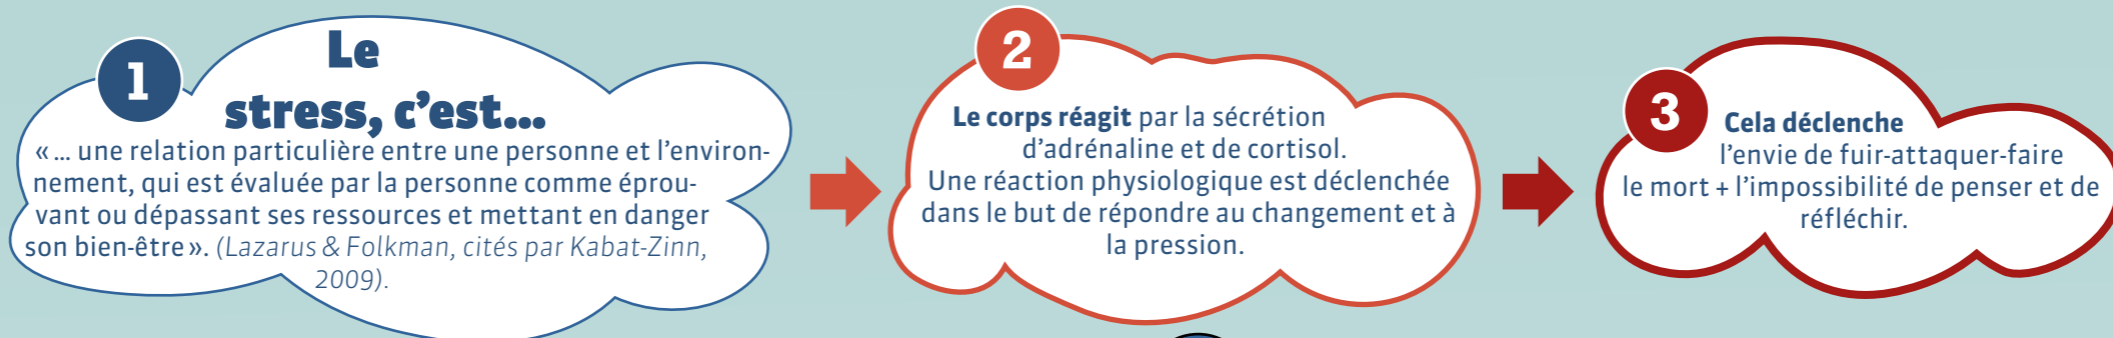 1
Le
stress, c’est...
« ... une relation particulière entre une personne et l’environ-
nement, qui est évaluée par la personne comme éprou-
vant ou dépassant ses ressources et mettant en danger
son bien-être ». (Lazarus & Folkman, cités par Kabat-Zinn,
2009).
2
Le corps réagit par la sécrétion
d’adrénaline et de cortisol.
Une réaction physiologique est déclenchée
dans le but de répondre au changement et à
la pression.
3
Cela déclenche
l’envie de fuir-attaquer-faire
le mort + l’impossibilité de penser et de
réfléchir.